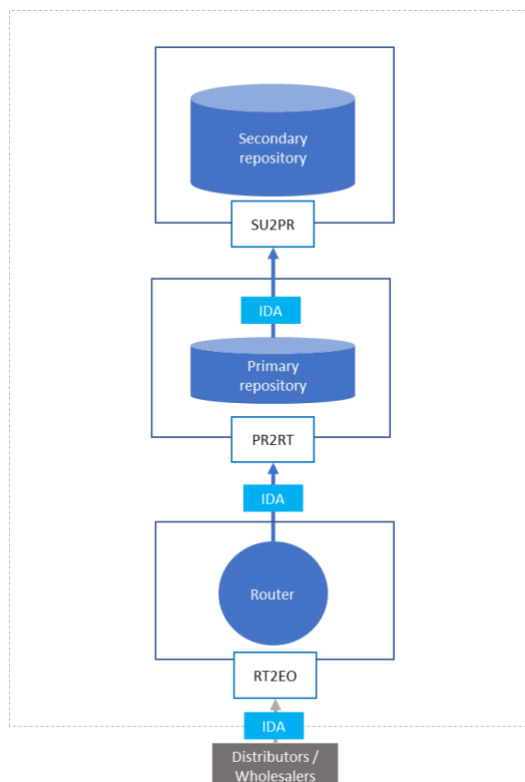 Secondary
repository
SU2PR
IDA
Primary
repository
PR2RT
IDA
Router
RT2EO
IDA
Distributors /
Wholesalers